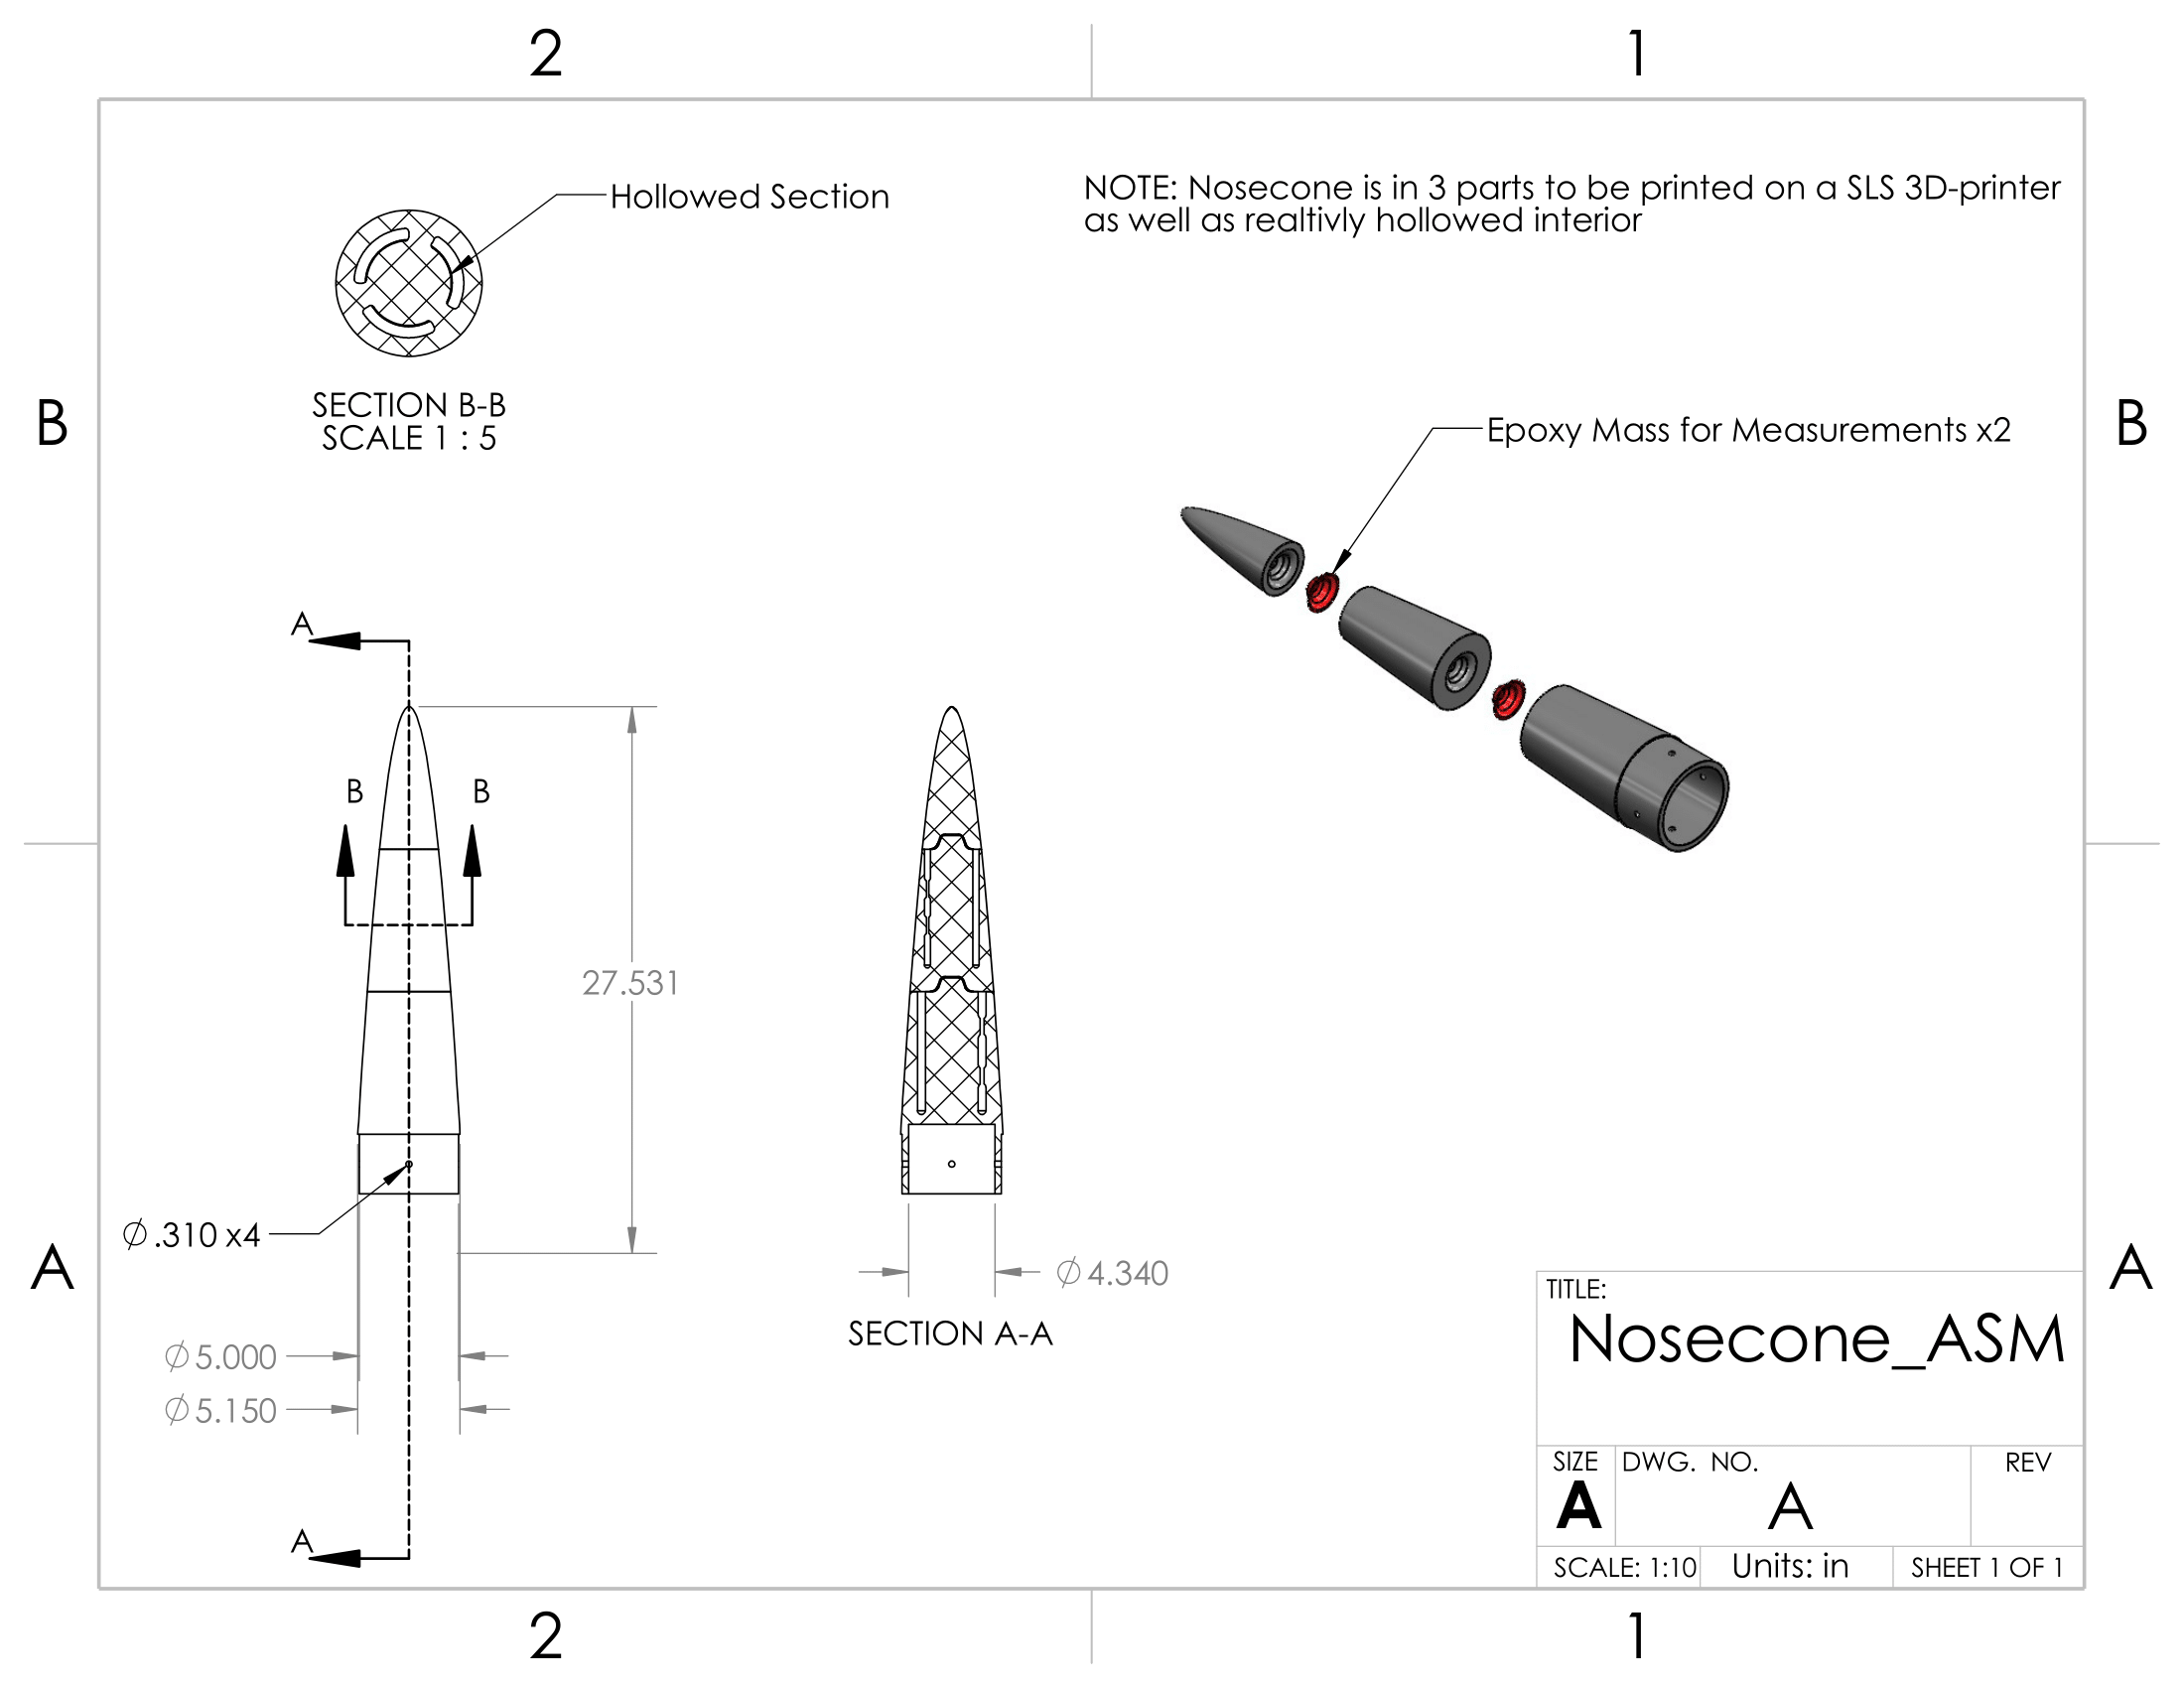 2
1
Hollowed Section
NOTE: Nosecone is in 3 parts to be printed on a SLS 3D-printer
as well as realtivly hollowed interior
SECTION B-B
SCALE 1 : 5
B
B
Epoxy Mass for Measurements x2
A
B
B
27.531
Ø .310 x4
A
A
Ø 4.340
SECTION A-A
Ø 5.000
Ø 5.150
A
TITLE:
Nosecone_ASM
SIZE
DWG. NO.
REV
A
A
SCALE: 1:10
Units: in
SHEET 1 OF 1
2
1